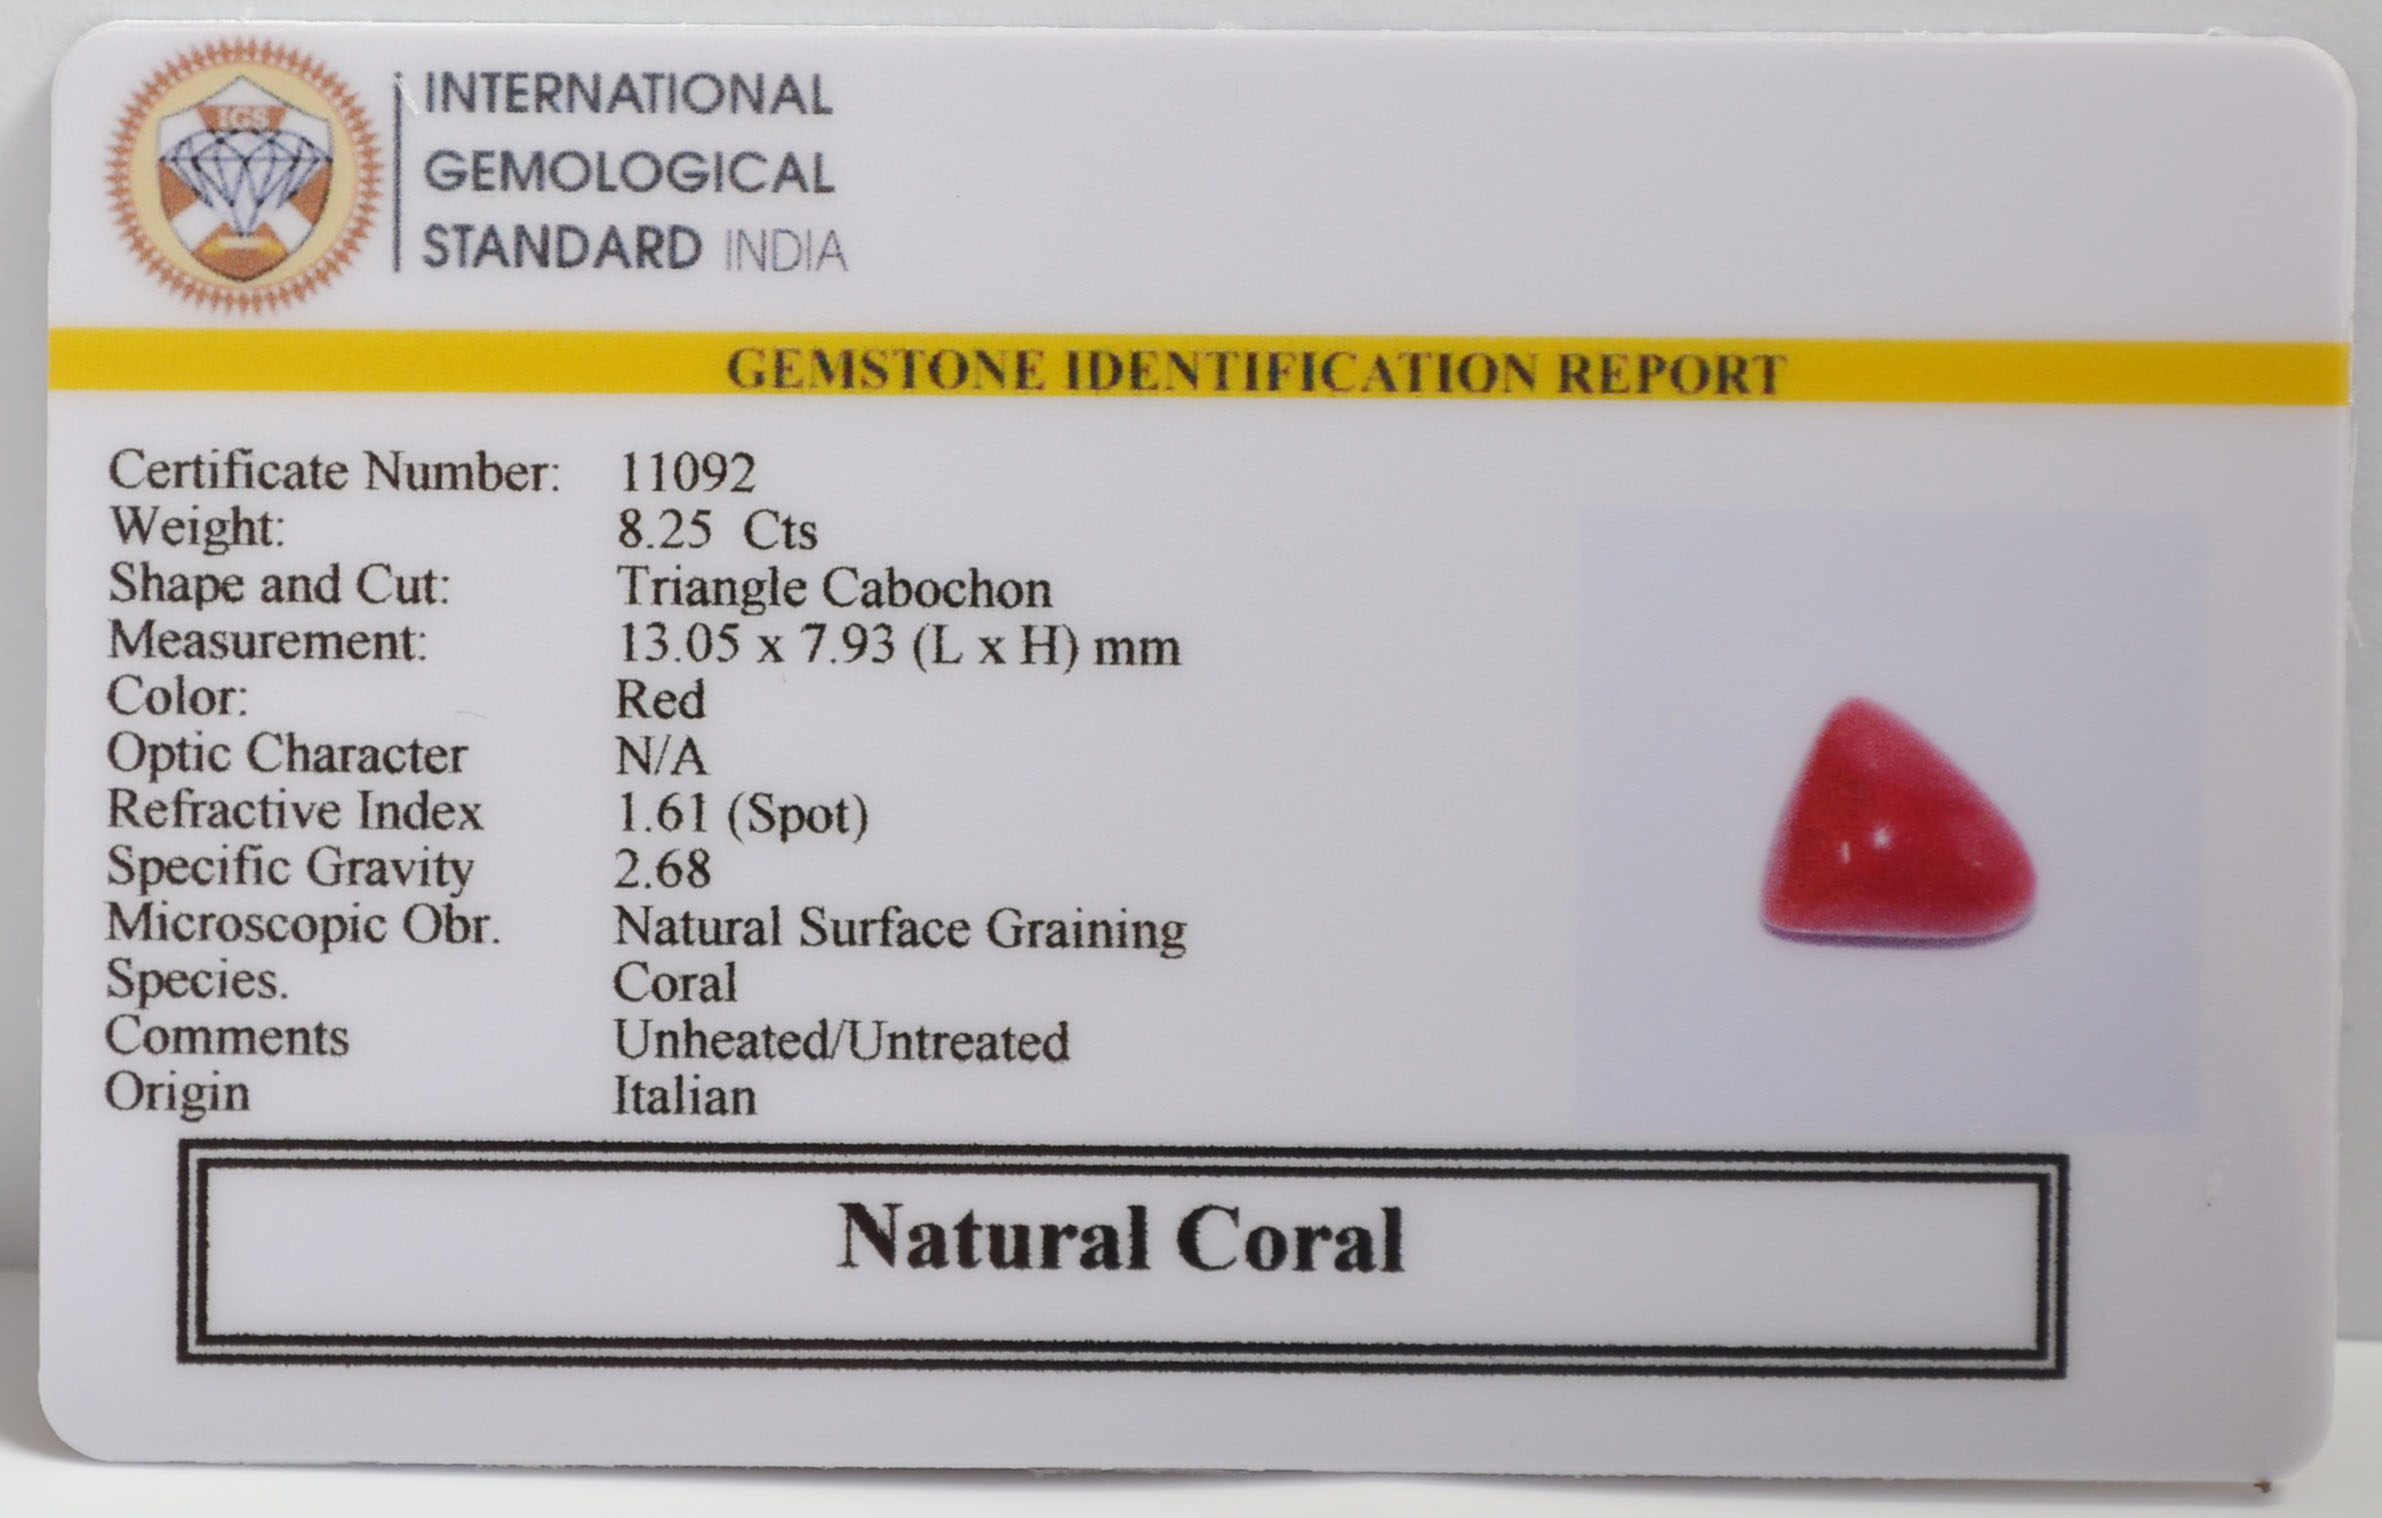 IGS
INTERNATIONAL
GEMOLOGICAL
STANDARD INDIA
GEMSTONE IDENTIFICATION REPORT
Certificate Number: 11092
Weight: 8.25 Cts
Shape and Cut: Triangle Cabochon
Measurement: 13.05 x 7.93 (L x H) mm
Color: Red
Optic Character N/A
Refractive Index 1.61 (Spot)
Specific Gravity 2.68
Microscopic Obr. Natural Surface Graining
Species. Coral
Comments Unheated/Untreated
Origin Italian
Natural Coral